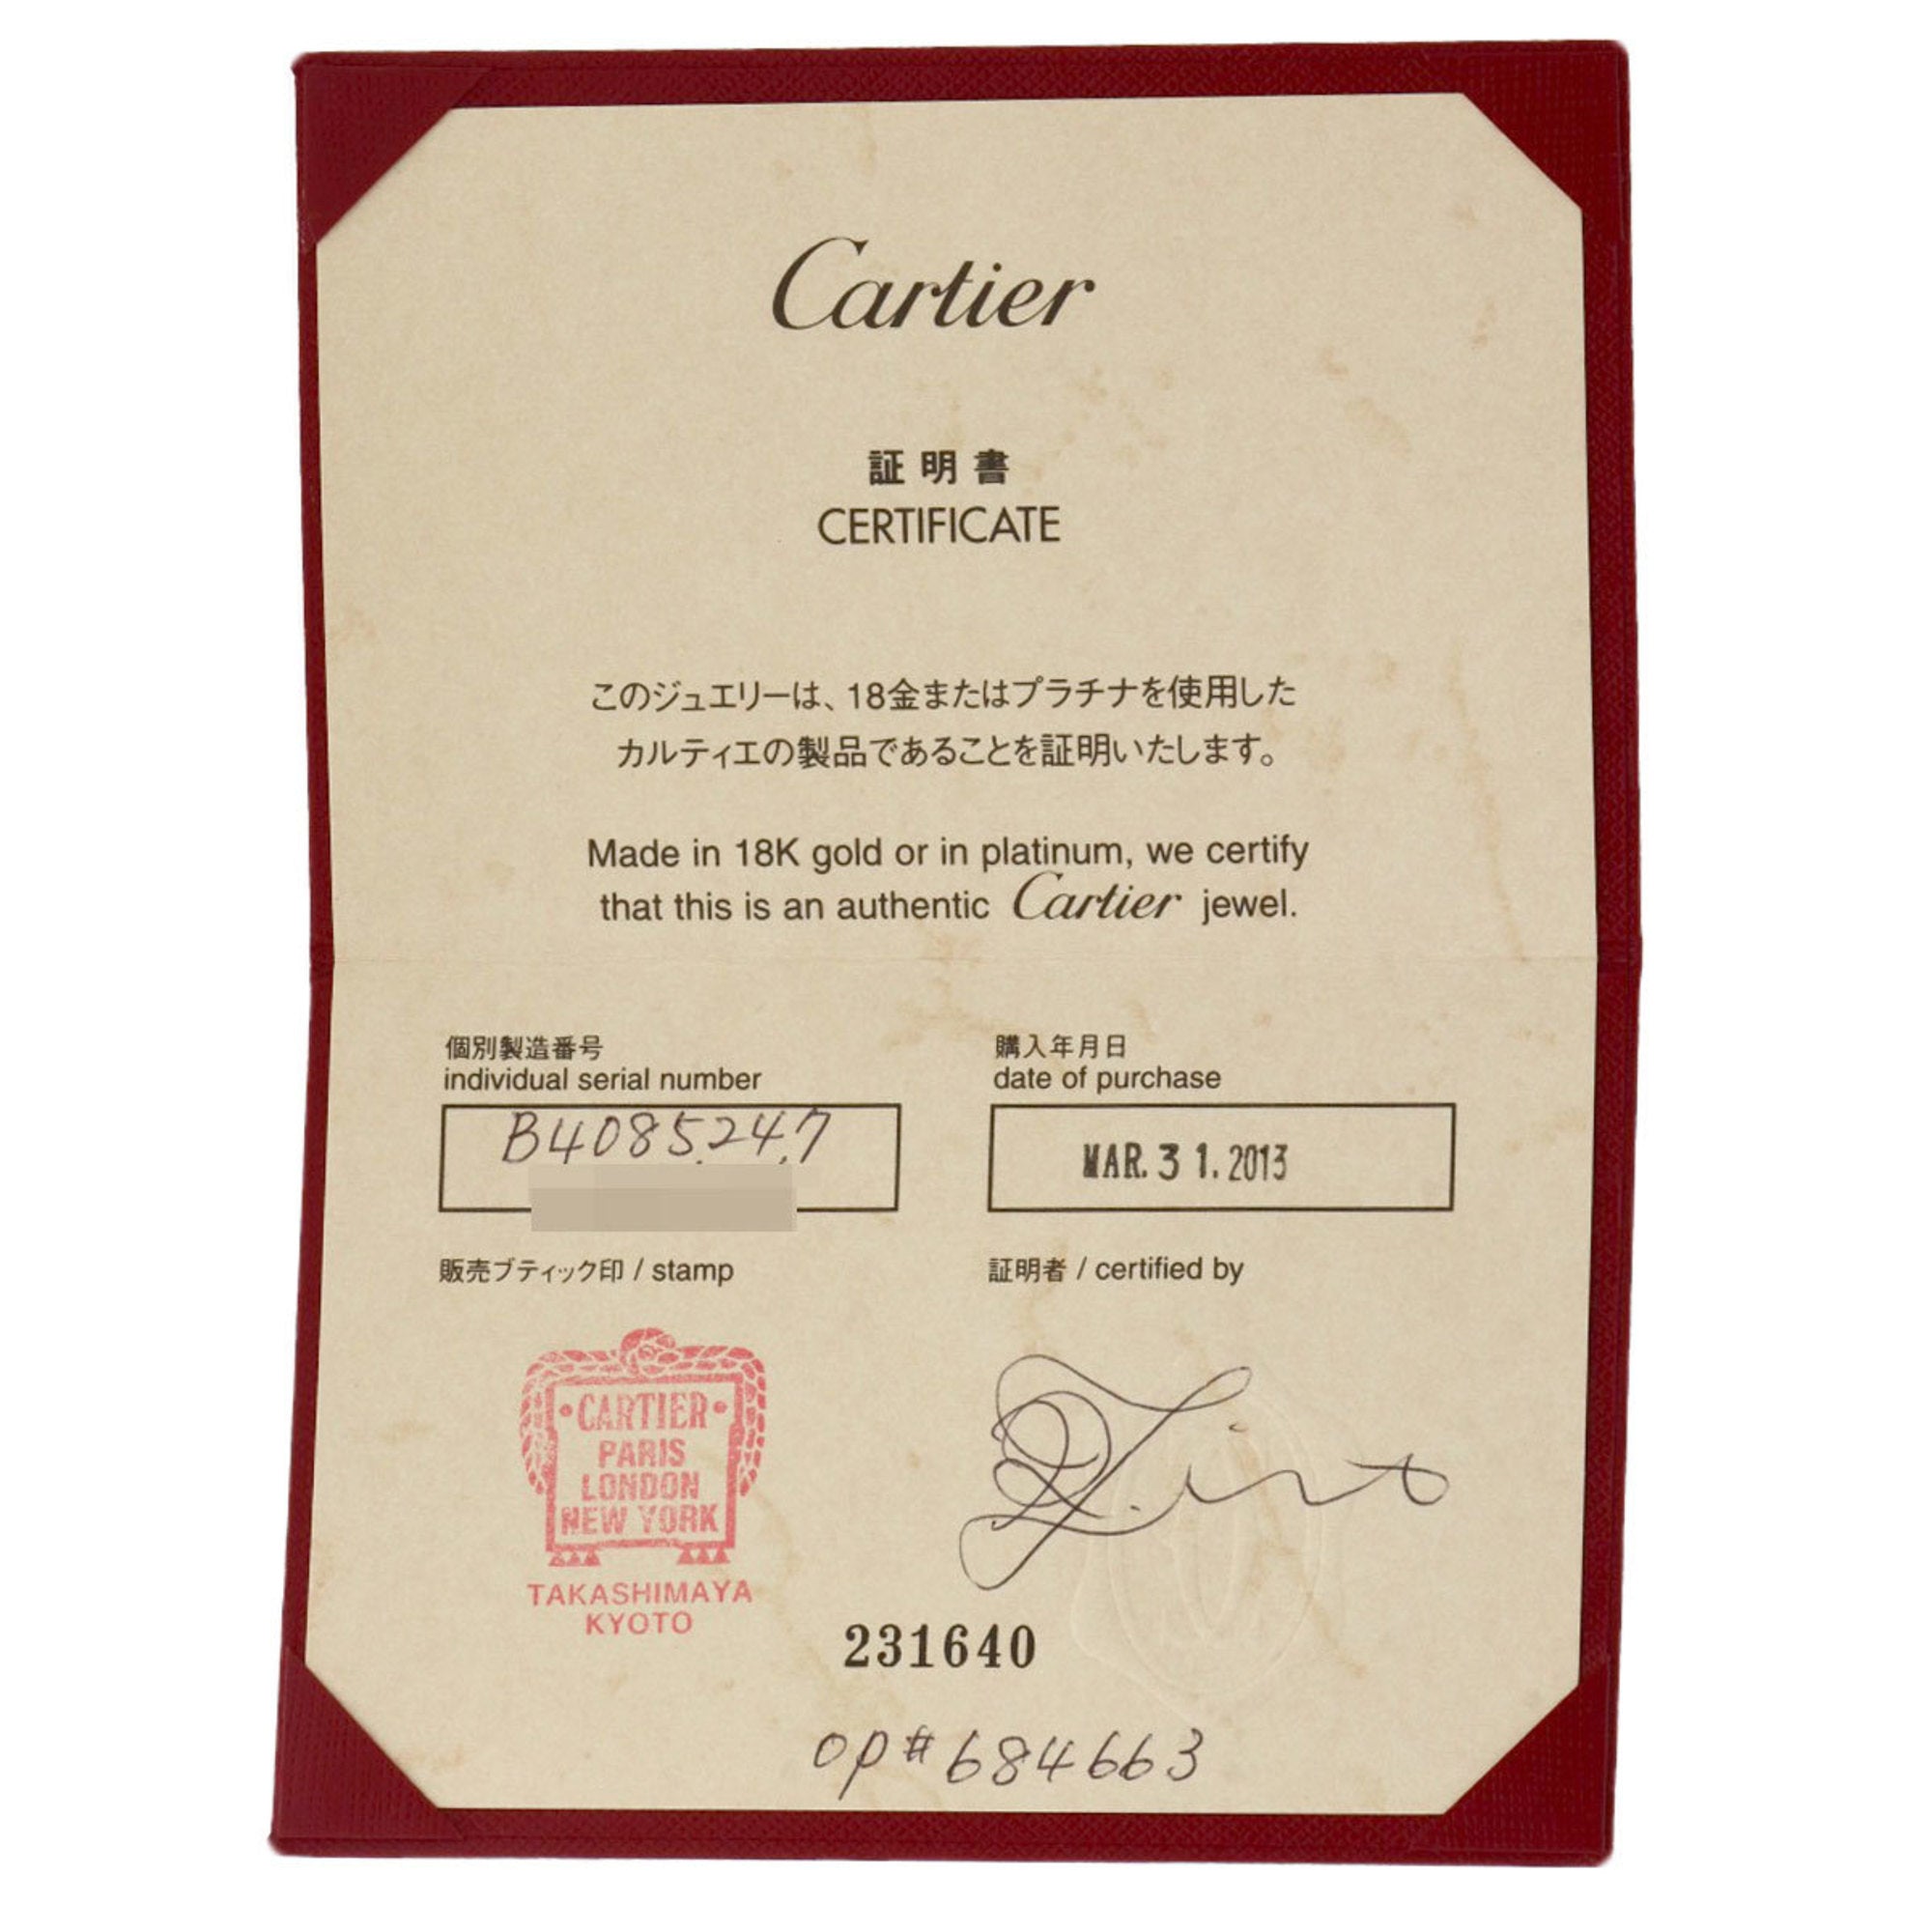 Cartier
証明書
CERTIFICATE
このジュエリーは、18金またはプラチナを使用した
カルティエの製品であることを証明いたします。
Made in 18K gold or in platinum, we certify
that this is an authentic Cartier jewel.
個別製造番号
individual serial number
B4085247
購入年月日
date of purchase
MAR. 31. 2013
販売ブティック印 / stamp
証明者 / certified by
·CARTIER·
PARIS
LONDON
NEW YORK
TAKASHIMAYA
KYOTO
231640
op#684663